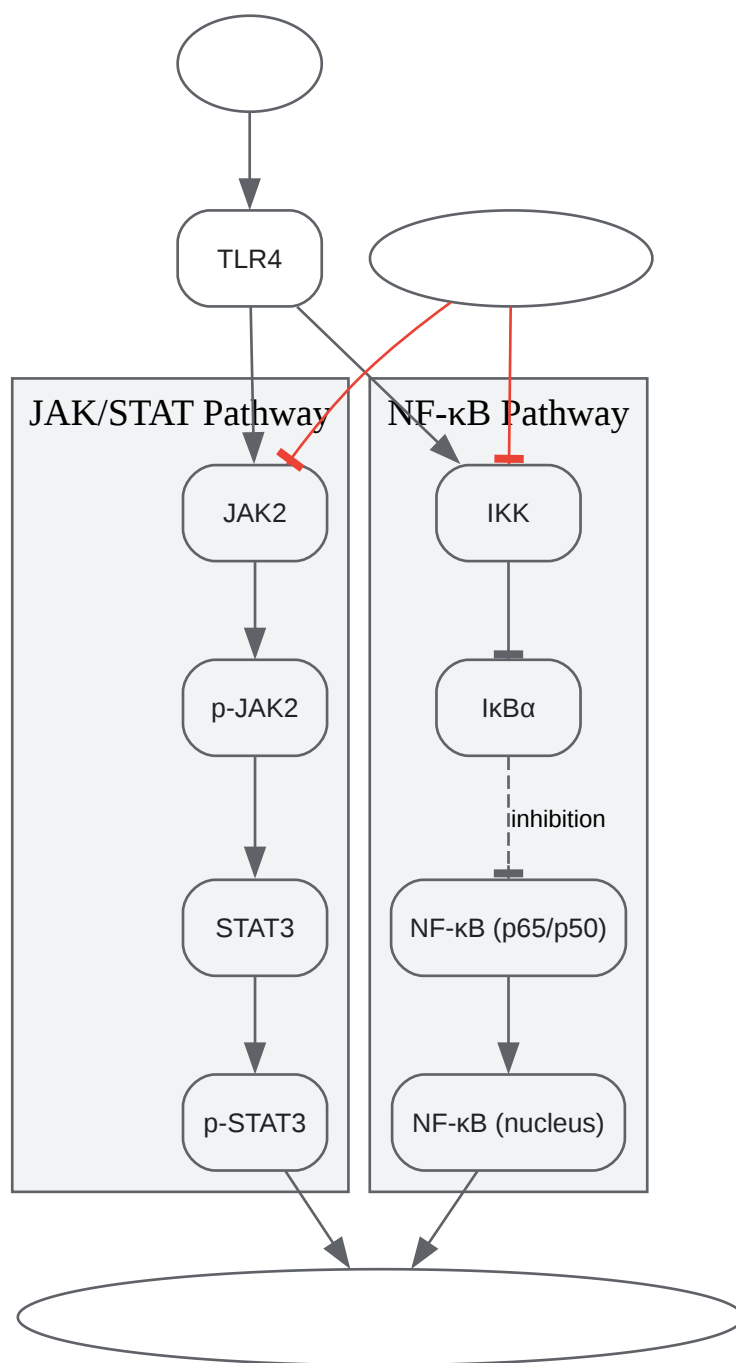 TLR4
JAK/STAT Pathway
NF-κB Pathway
JAK2
IKK
p-JAK2
IκBα
inhibition
STAT3
NF-κB (p65/p50)
p-STAT3
NF-κB (nucleus)